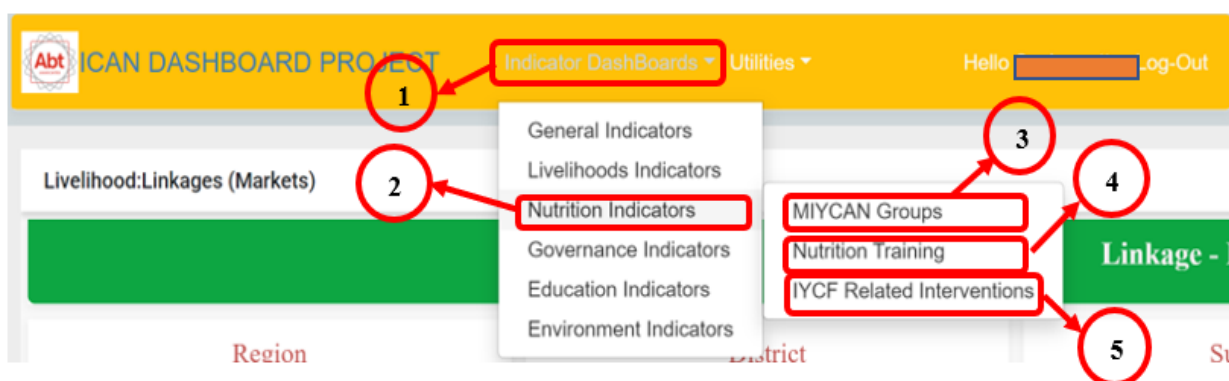 Abt ICAN DASHBOARD PROJECT Indicator DashBoards Utilities Hello Log-Out
1
General Indicators
3
Livelihoods Indicators
Livelihood:Linkages (Markets)
2
4
Nutrition Indicators
MIYCAN Groups
Governance Indicators
Nutrition Training
Linkage -
Education Indicators
IYCF Related Interventions
Environment Indicators
5
Region
District